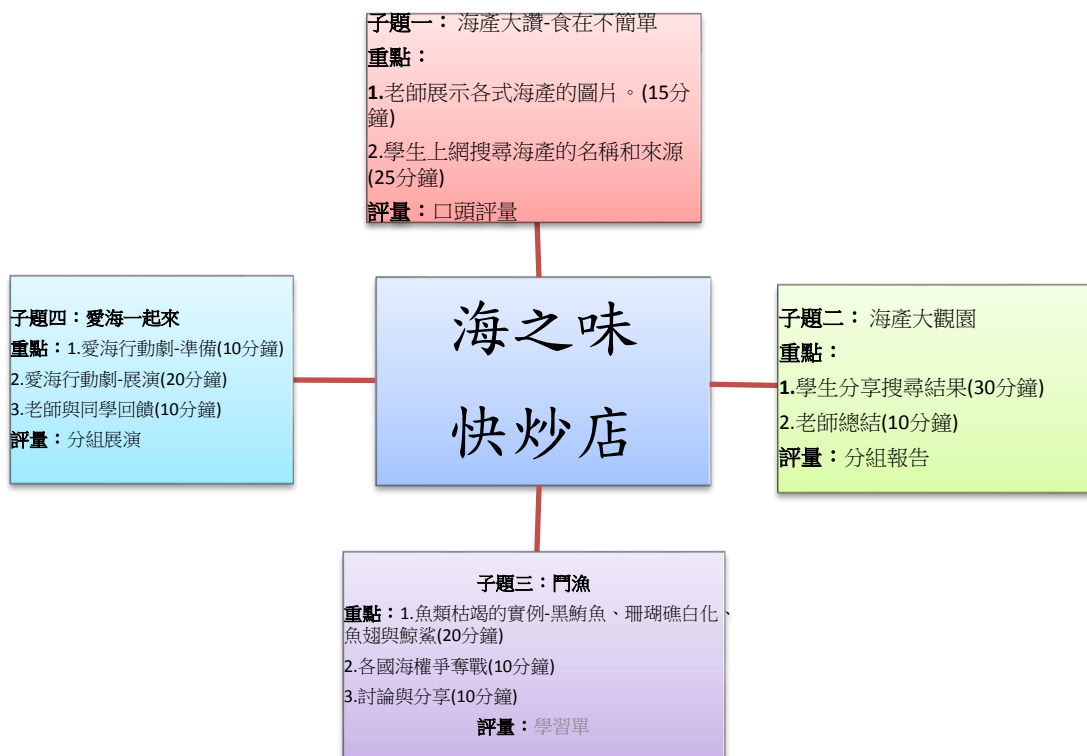 子題一： 海產大讚-食在不簡單
重點：
1.老師展示各式海產的圖片。(15分
鐘)
2.學生上網搜尋海產的名稱和來源
(25分鐘)
評量：口頭評量
海之味
快炒店
子題四：愛海一起來
重點：1.愛海行動劇-準備(10分鐘)
2.愛海行動劇-展演(20分鐘)
3.老師與同學回饋(10分鐘)
評量：分組展演
子題二： 海產大觀園
重點：
1.學生分享搜尋結果(30分鐘)
2.老師總結(10分鐘)
評量：分組報告
子題三：鬥漁
重點：1.魚類枯竭的實例-黑鮪魚、珊瑚礁白化、
魚翅與鯨鯊(20分鐘)
2.各國海權爭奪戰(10分鐘)
3.討論與分享(10分鐘)
評量：學習單